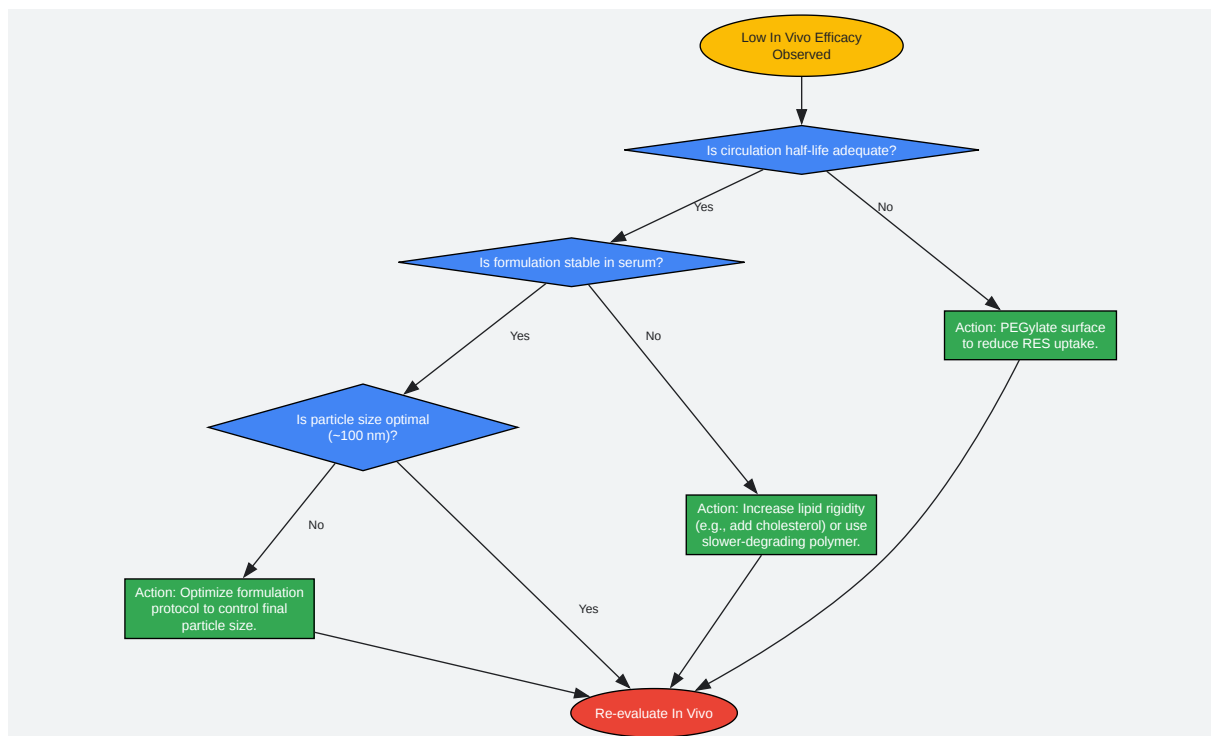 Low In Vivo Efficacy
Observed
Is circulation half-life adequate?
Yes
No
Is formulation stable in serum?
Action: PEGylate surface
to reduce RES uptake.
Yes
No
Is particle size optimal
(~100 nm)?
Action: Increase lipid rigidity
(e.g., add cholesterol) or use
slower-degrading polymer.
No
Action: Optimize formulation
protocol to control final
particle size.
Yes
Re-evaluate In Vivo